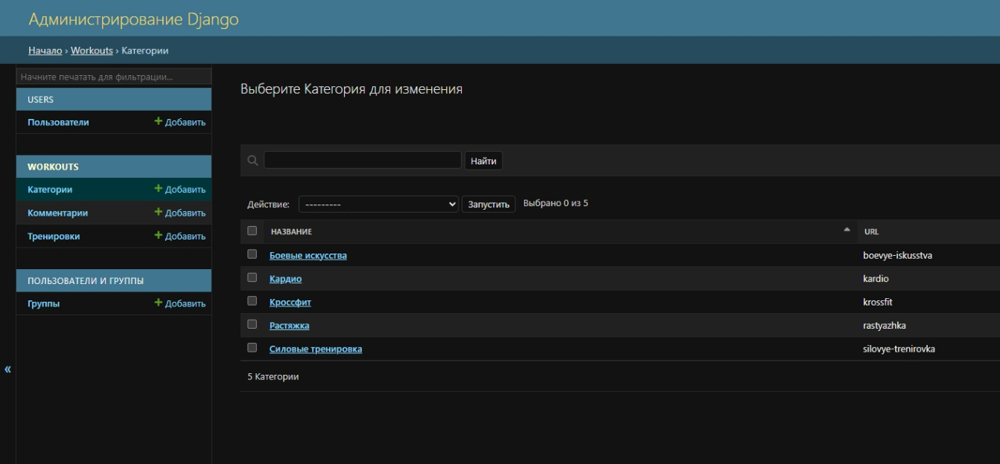 Администрирование Django
Начало › Workouts › Категории
Начните печатать для фильтрации...
USERS
Пользователи + Добавить
WORKOUTS
Категории + Добавить
Комментарии + Добавить
Тренировки + Добавить
ПОЛЬЗОВАТЕЛИ И ГРУППЫ
Группы + Добавить
«
Выберите Категория для изменения
Найти
Действие: --------- Запустить Выбрано 0 из 5
НАЗВАНИЕ URL
Боевые искусства boevye-iskusstva
Кардио kardio
Кроссфит krossfit
Растяжка rastyazhka
Силовые тренировка silovye-trenirovka
5 Категории